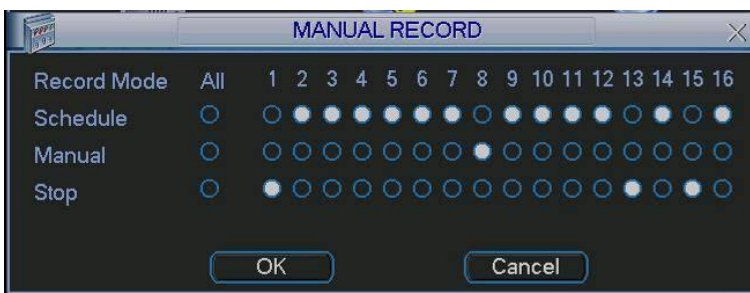 MANUAL RECORD
Record Mode All 1 2 3 4 5 6 7 8 9 10 11 12 13 14 15 16
Schedule
Manual
Stop
OK Cancel